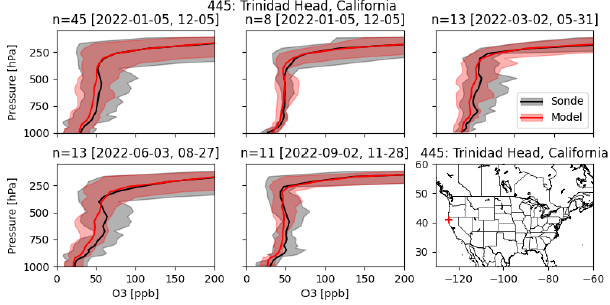 445: Trinidad Head, California
n=45 [2022-01-05, 12-05]
n=8 [2022-01-05, 12-05]
n=13 [2022-03-02, 05-31]
Pressure [hPa]
250
500
750
1000
Sonde
Model
n=13 [2022-06-03, 08-27]
n=11 [2022-09-02, 11-28]
445: Trinidad Head, California
Pressure [hPa]
250
500
750
1000
0 50 100 150 200
O3 [ppb]
0 50 100 150 200
O3 [ppb]
60
50
40
30
−120 −100 −80 −60